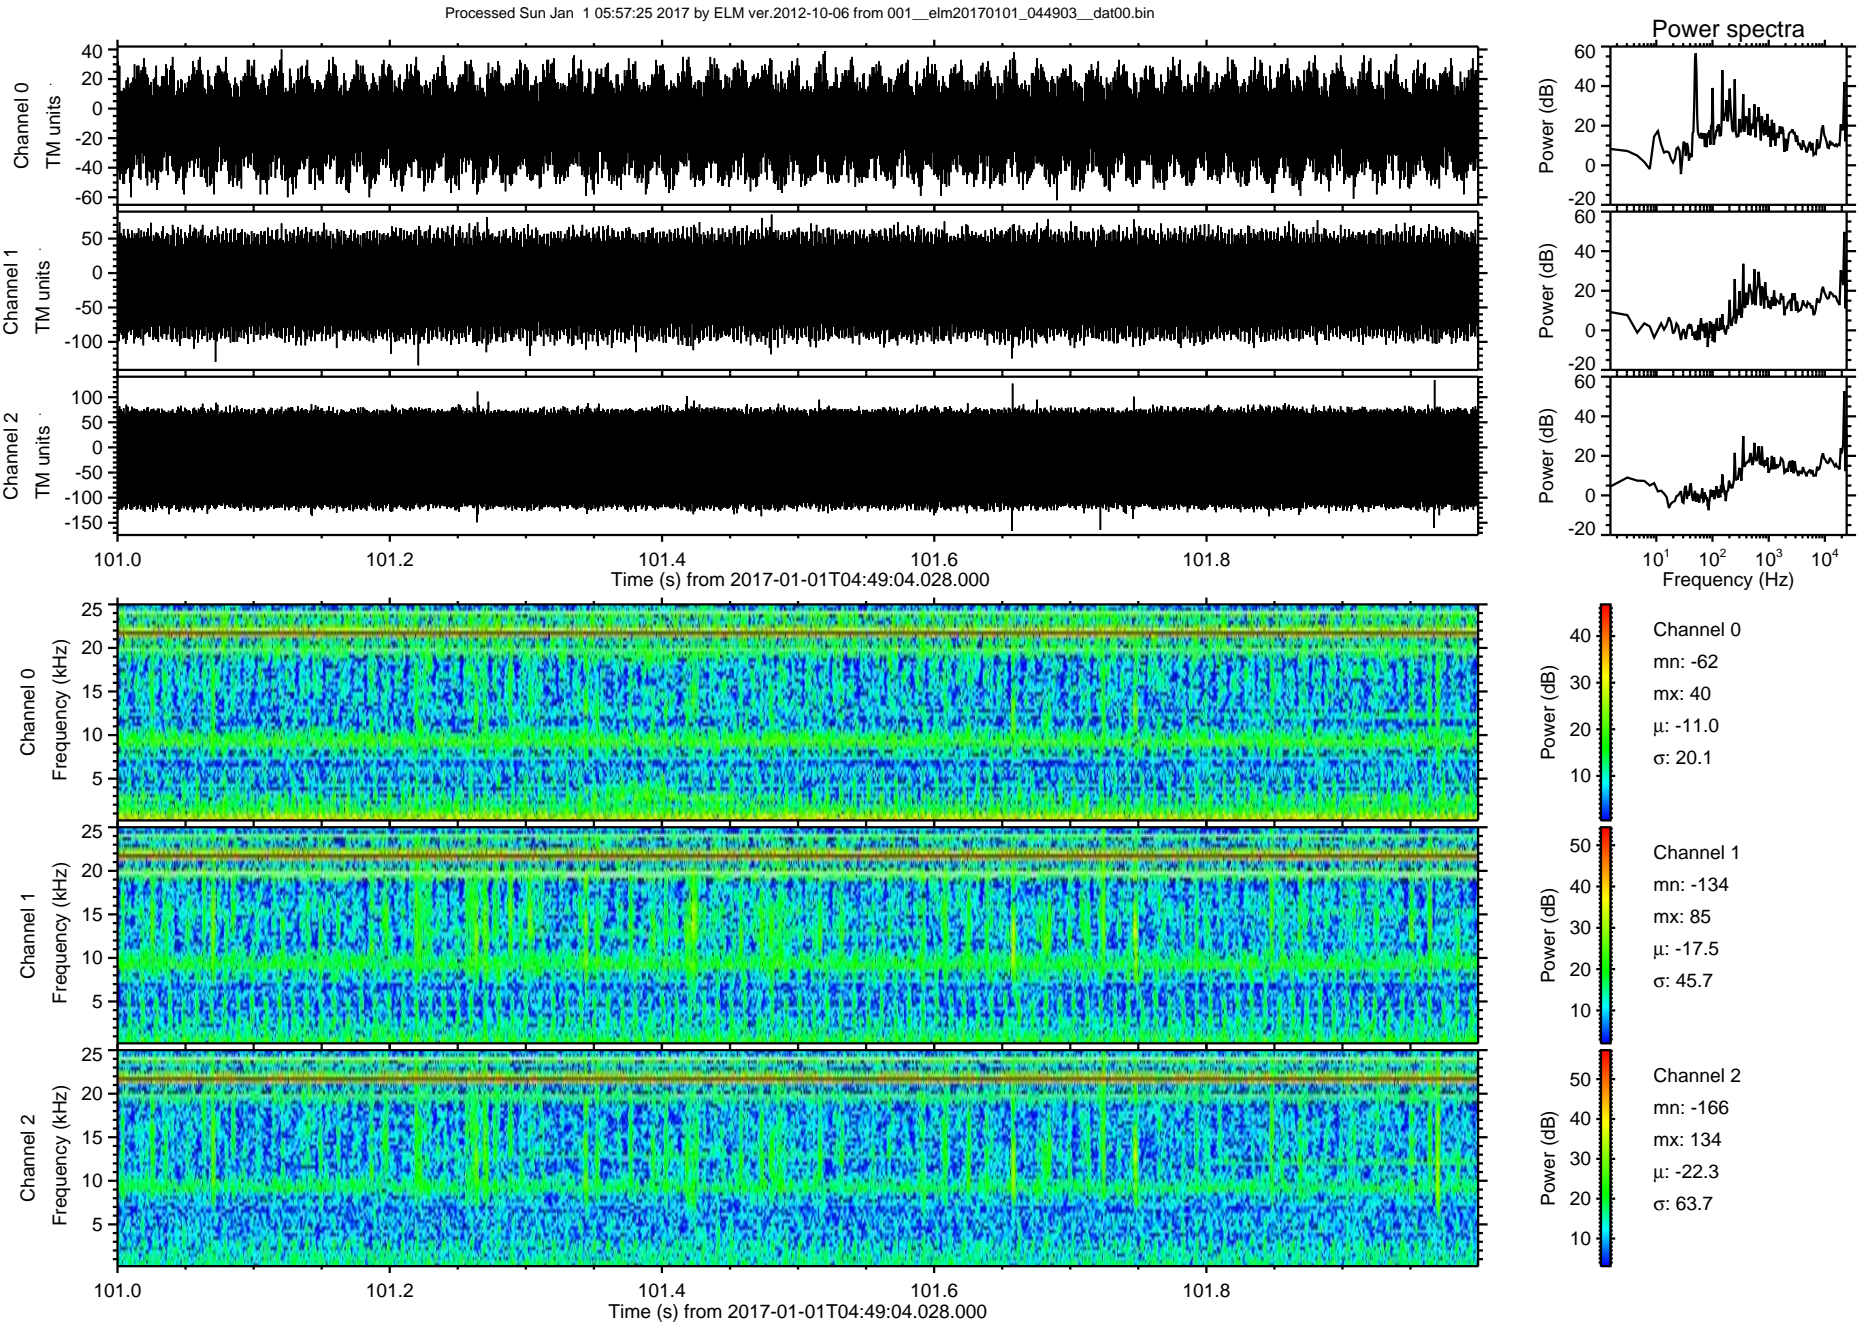 Processed Sun Jan  1 05:57:25 2017 by ELM ver.2012-10-06 from 001__elm20170101_044903__dat00.bin
Power spectra
Channel 0
TM units
40
20
0
-20
-40
-60
Power (dB)
60
40
20
0
-20
Channel 1
TM units
50
0
-50
-100
Power (dB)
60
40
20
0
-20
Channel 2
TM units
100
50
0
-50
-100
-150
Power (dB)
60
40
20
0
-20
101.0 101.2 101.4 101.6 101.8
Time (s) from 2017-01-01T04:49:04.028.000
10¹ 10² 10³ 10⁴
Frequency (Hz)
Channel 0
Frequency (kHz)
25
20
15
10
5
Power (dB)
40
30
20
10
Channel 0
mn: -62
mx: 40
μ: -11.0
σ: 20.1
Channel 1
Frequency (kHz)
25
20
15
10
5
Power (dB)
50
40
30
20
10
Channel 1
mn: -134
mx: 85
μ: -17.5
σ: 45.7
Channel 2
Frequency (kHz)
25
20
15
10
5
Power (dB)
50
40
30
20
10
Channel 2
mn: -166
mx: 134
μ: -22.3
σ: 63.7
101.0 101.2 101.4 101.6 101.8
Time (s) from 2017-01-01T04:49:04.028.000